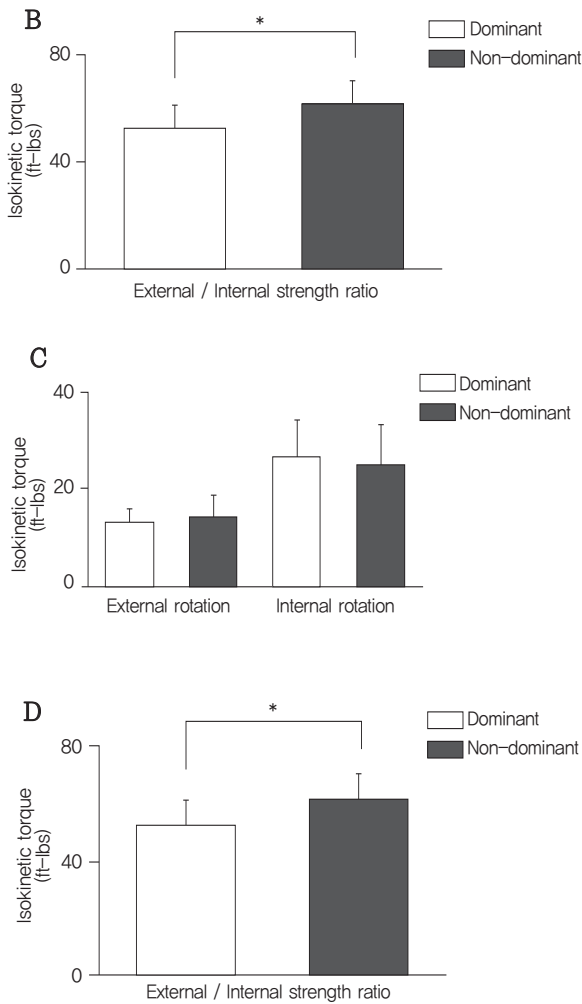 B
*
Dominant
Non-dominant
80
40
0
Isokinetic torque
(ft-lbs)
External / Internal strength ratio
C
Dominant
Non-dominant
40
20
0
Isokinetic torque
(ft-lbs)
External rotation
Internal rotation
D
*
Dominant
Non-dominant
80
40
0
Isokinetic torque
(ft-lbs)
External / Internal strength ratio